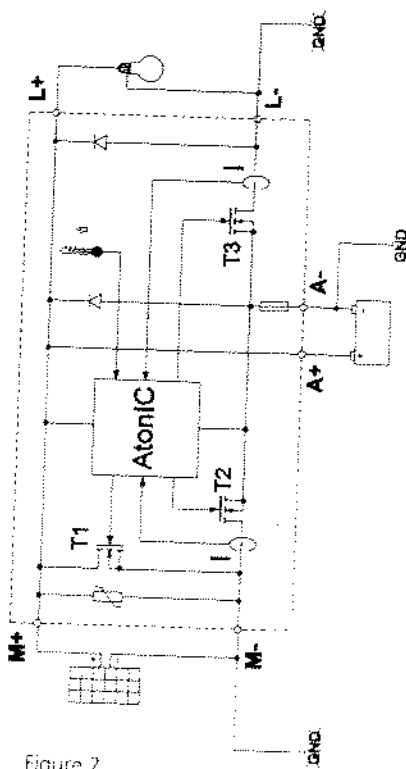 M+
L+
ϑ
T1
AtonIC
T2
T3
I
I
M-
L-
A+
A-
+
-
GND
GND
GND
Figure 2